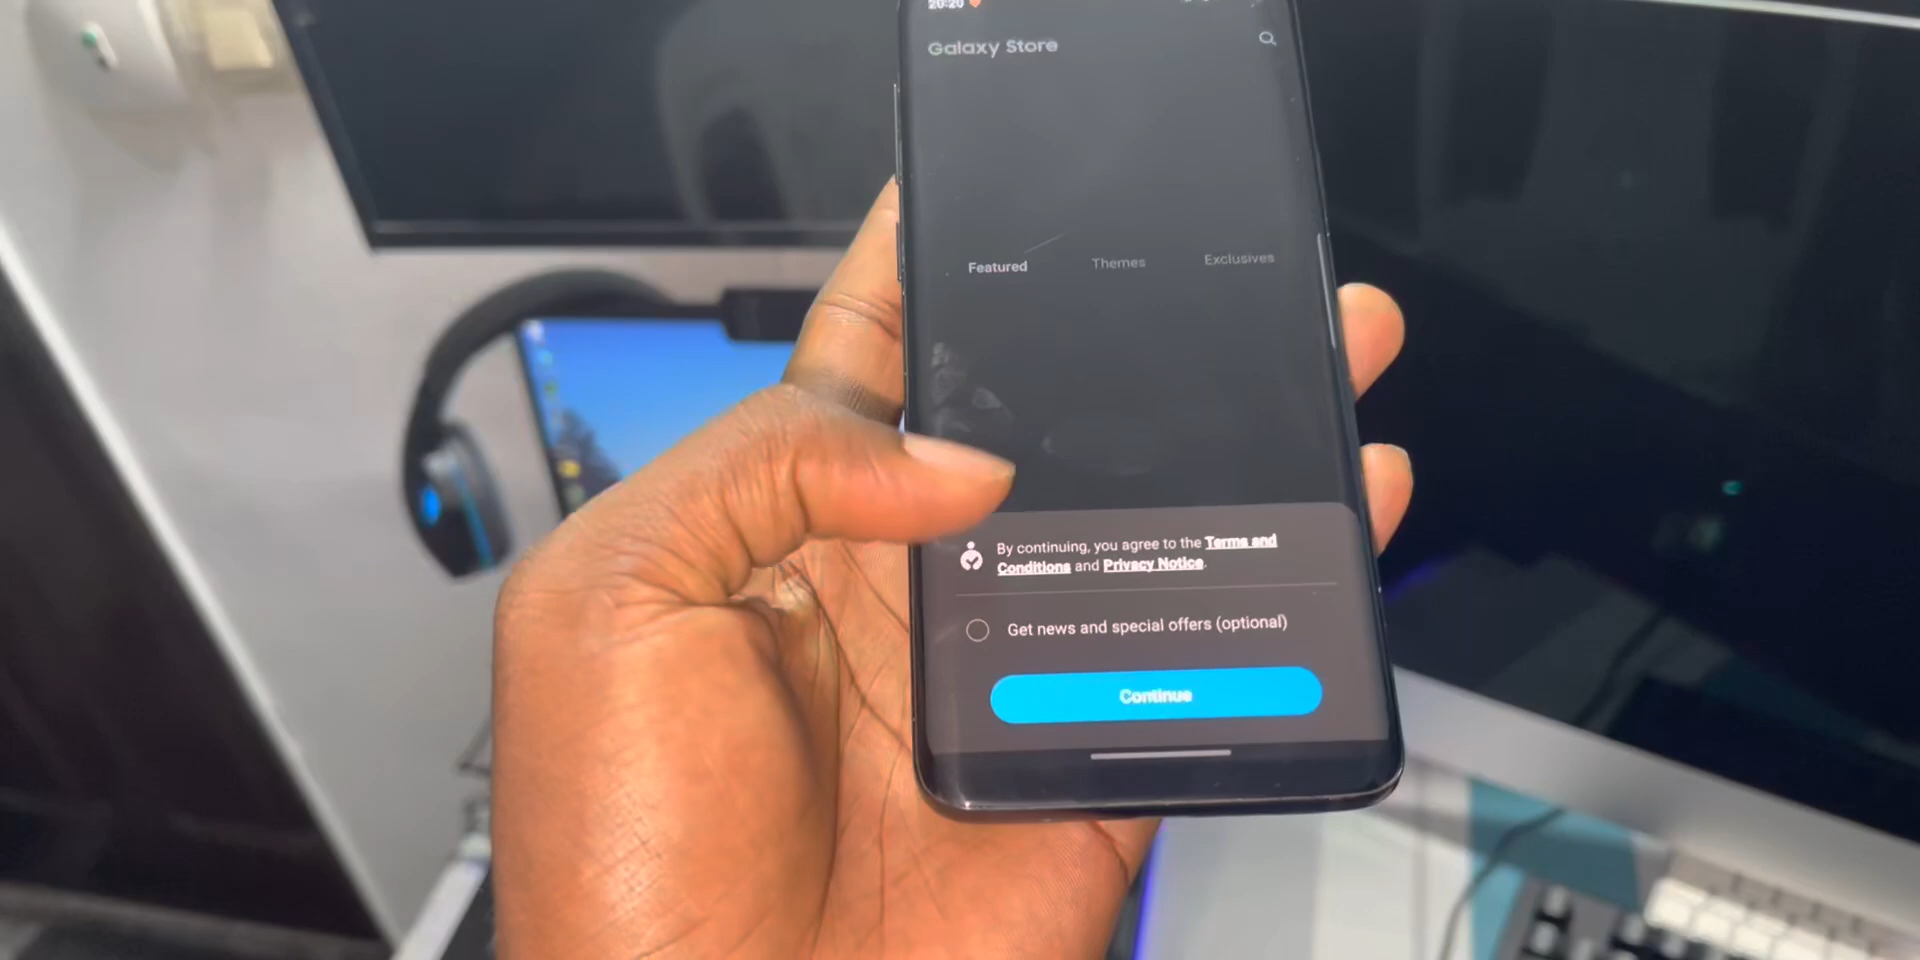 20:20
Galaxy Store
Featured Themes Exclusives
By continuing, you agree to the Terms and
Conditions and Privacy Notice.
Get news and special offers (optional)
Continue